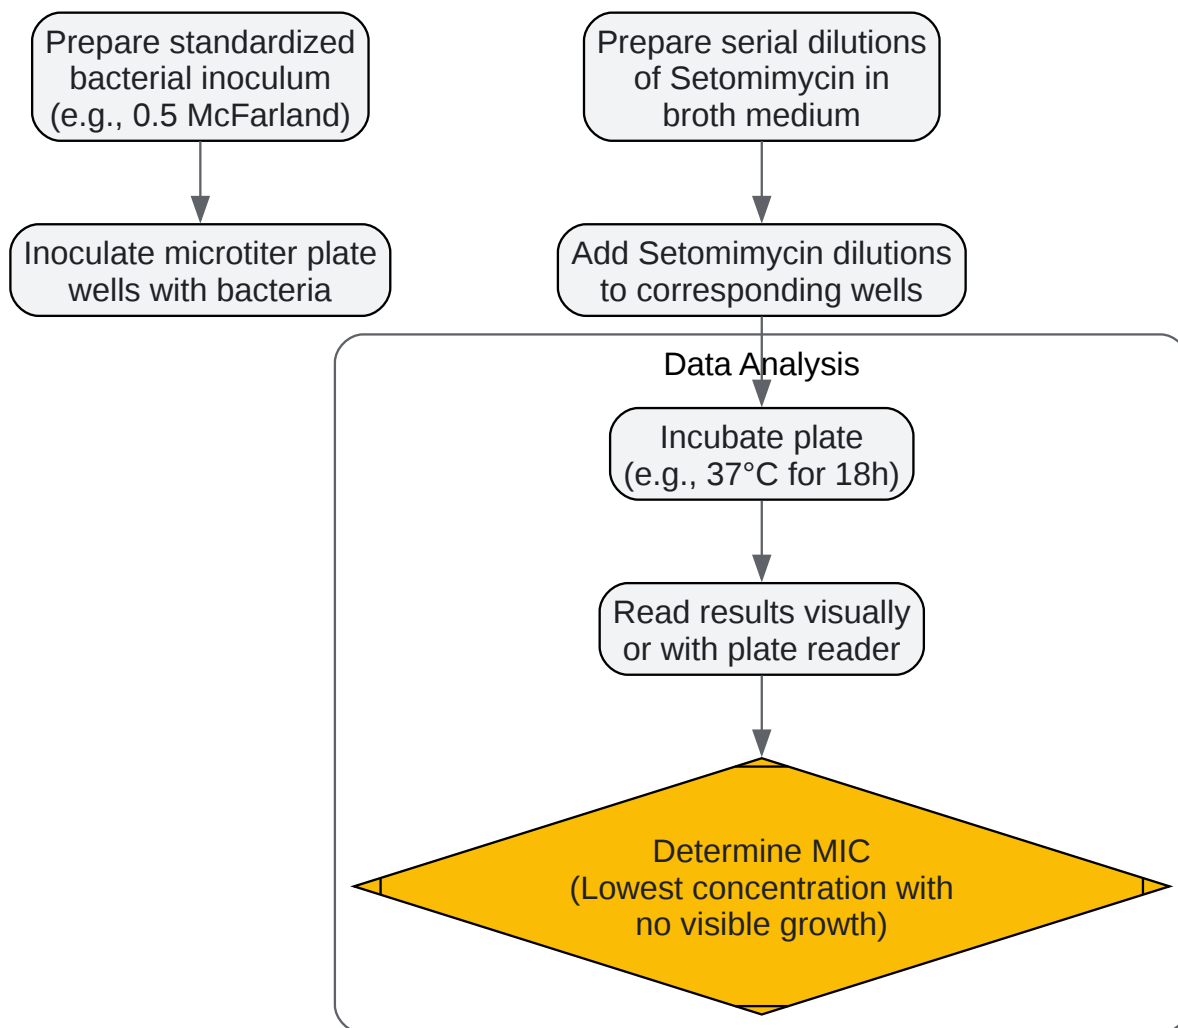 Prepare standardized
bacterial inoculum
(e.g., 0.5 McFarland)
Inoculate microtiter plate
wells with bacteria
Prepare serial dilutions
of Setomimycin in
broth medium
Add Setomimycin dilutions
to corresponding wells
Data Analysis
Incubate plate
(e.g., 37°C for 18h)
Read results visually
or with plate reader
Determine MIC
(Lowest concentration with
no visible growth)